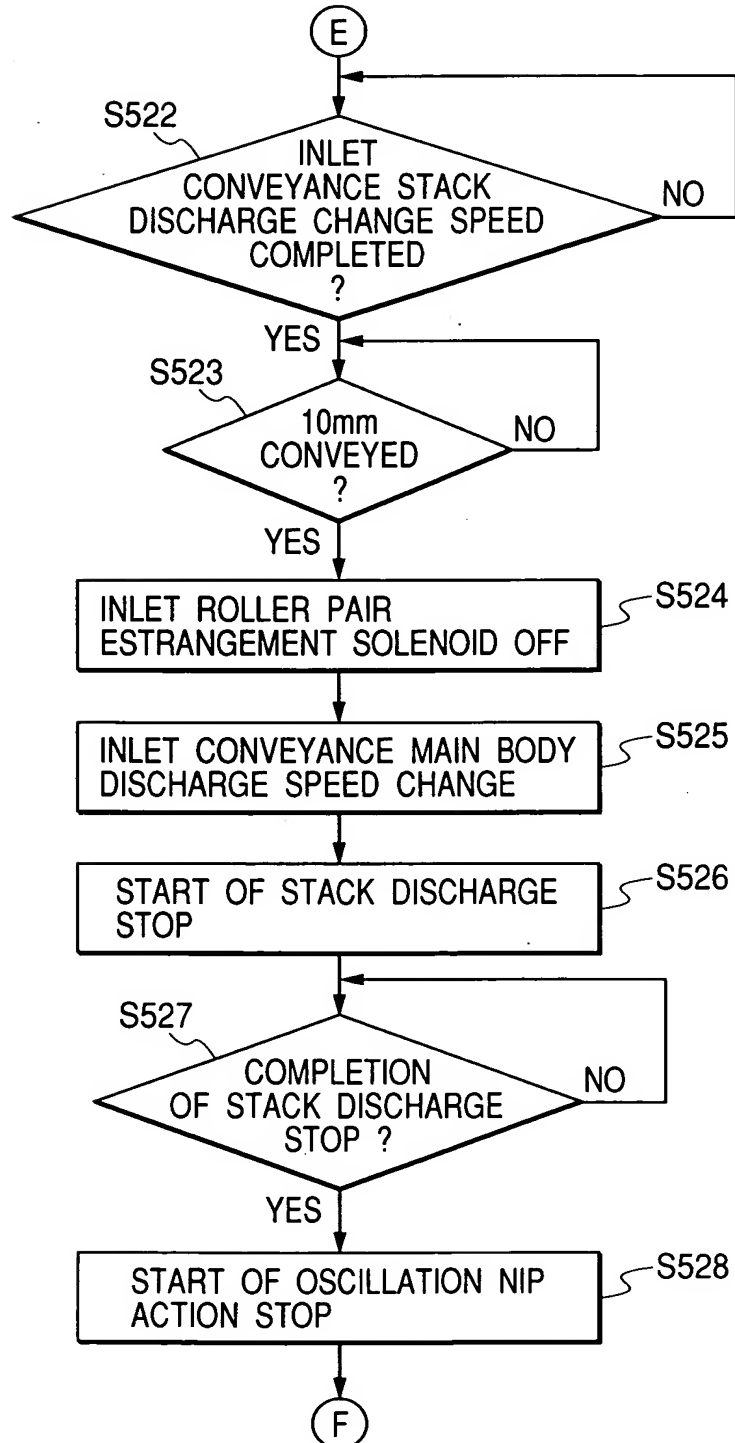 E
S522
INLET
CONVEYANCE STACK
DISCHARGE CHANGE SPEED
COMPLETED
?
NO
YES
S523
10mm
CONVEYED
?
NO
YES
INLET ROLLER PAIR
ESTRANGEMENT SOLENOID OFF
S524
INLET CONVEYANCE MAIN BODY
DISCHARGE SPEED CHANGE
S525
START OF STACK DISCHARGE
STOP
S526
S527
COMPLETION
OF STACK DISCHARGE
STOP ?
NO
YES
START OF OSCILLATION NIP
ACTION STOP
S528
F